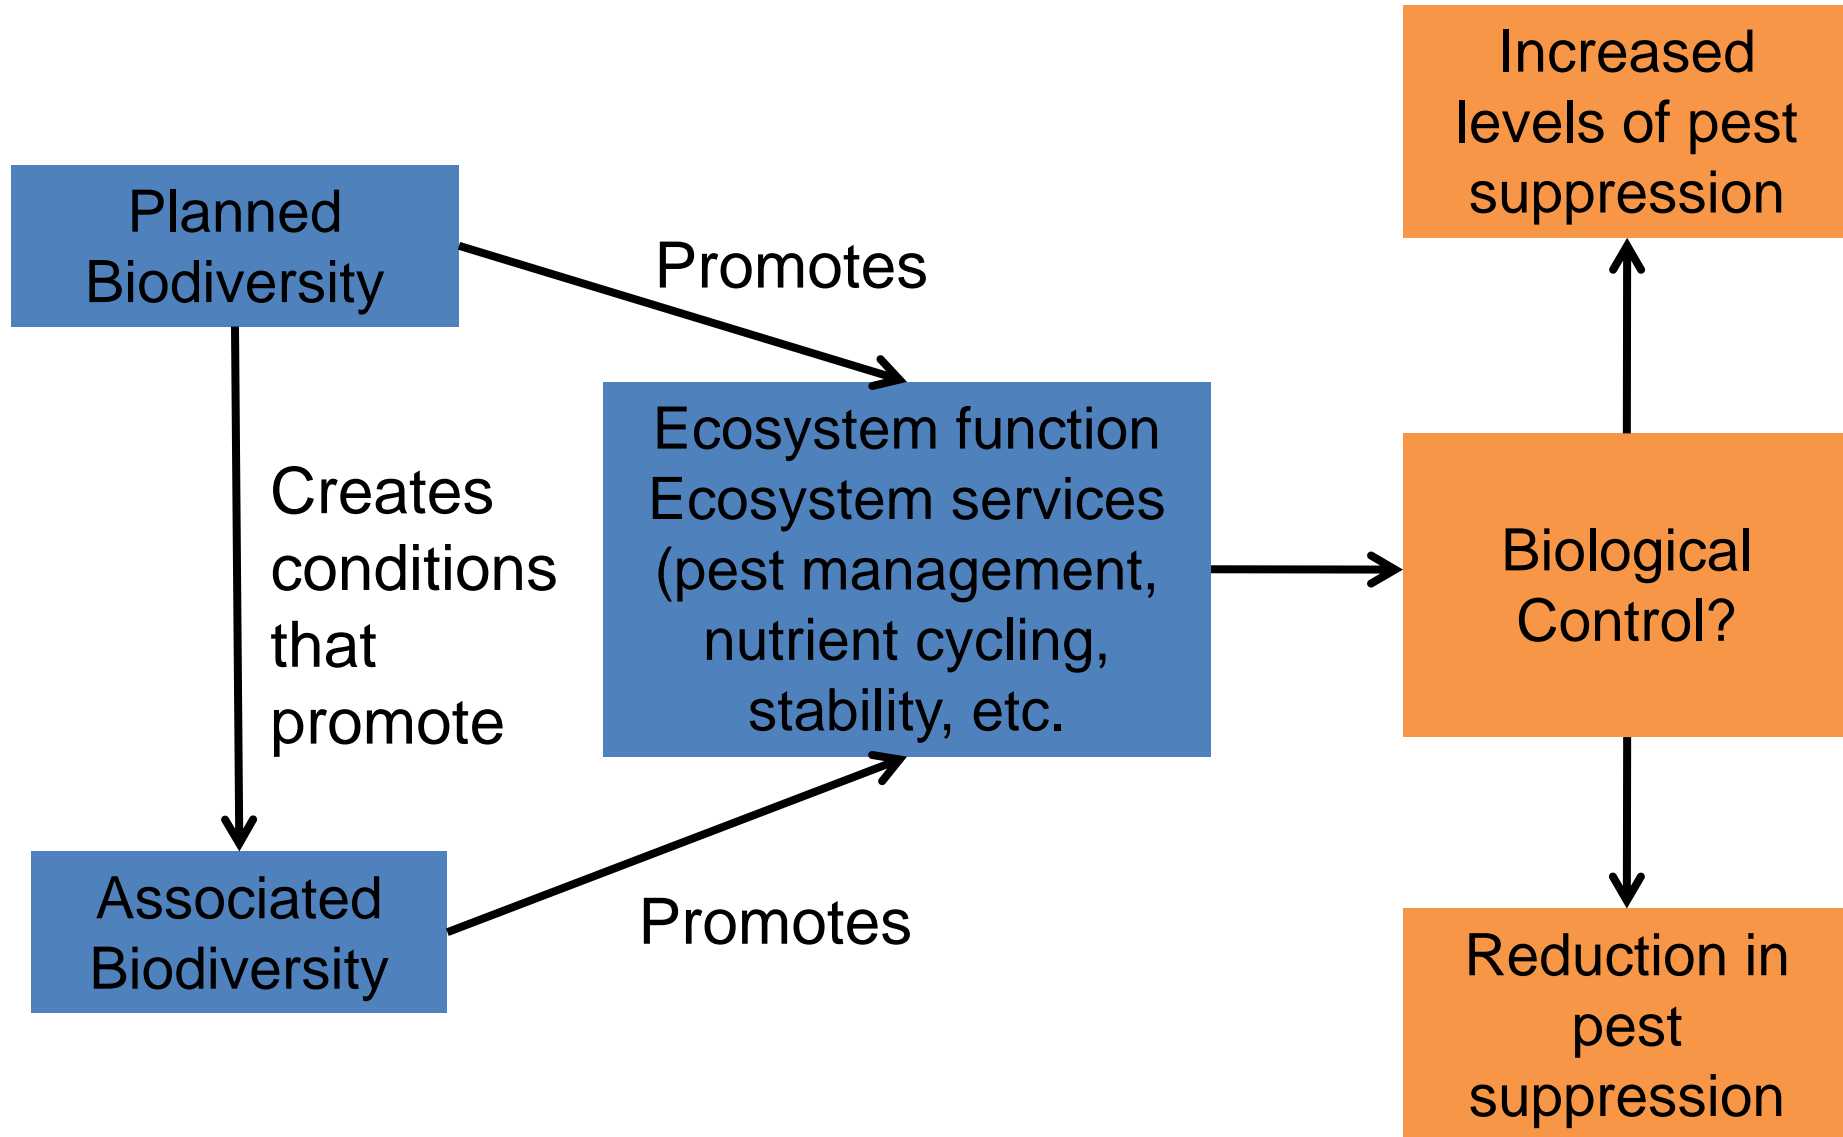 Planned
Biodiversity
Promotes
Creates
conditions
that
promote
Associated
Biodiversity
Promotes
Ecosystem function
Ecosystem services
(pest management,
nutrient cycling,
stability, etc.
Biological
Control?
Increased
levels of pest
suppression
Reduction in
pest
suppression